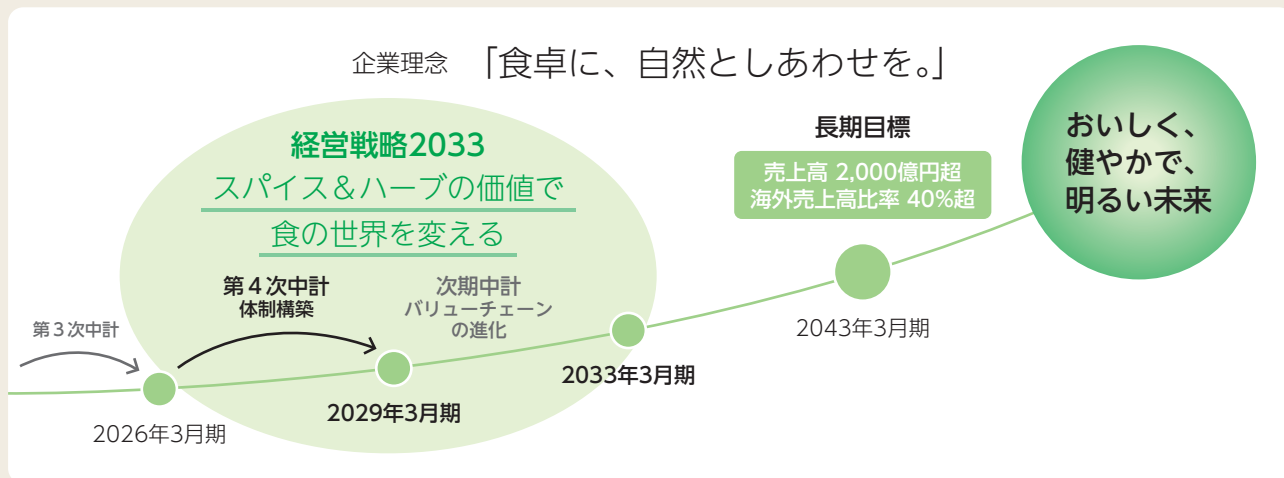 企業理念 「食卓に、自然としあわせを。」
経営戦略2033
スパイス＆ハーブの価値で
食の世界を変える
長期目標
売上高 2,000億円超
海外売上高比率 40%超
おいしく、
健やかで、
明るい未来
第３次中計
第４次中計
体制構築
次期中計
バリューチェーン
の進化
2026年3月期
2029年3月期
2033年3月期
2043年3月期